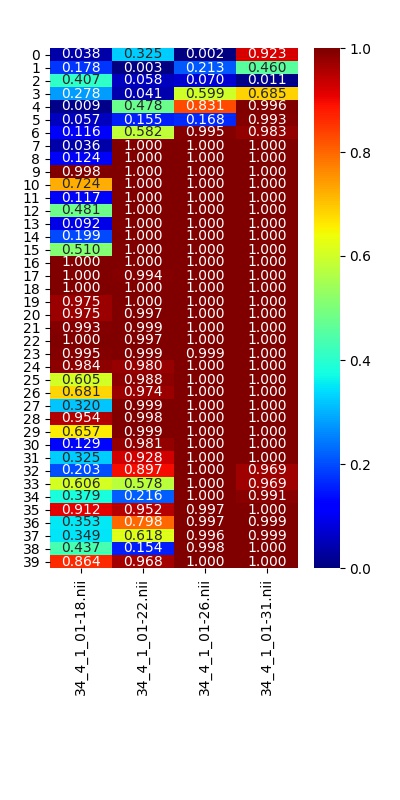 0 0.038 0.325 0.002 0.923
1 0.178 0.003 0.213 0.460
2 0.407 0.058 0.070 0.011
3 0.278 0.041 0.599 0.685
4 0.009 0.478 0.831 0.996
5 0.057 0.155 0.168 0.993
6 0.116 0.582 0.995 0.983
7 0.036 1.000 1.000 1.000
8 0.124 1.000 1.000 1.000
9 0.998 1.000 1.000 1.000
10 0.724 1.000 1.000 1.000
11 0.117 1.000 1.000 1.000
12 0.481 1.000 1.000 1.000
13 0.092 1.000 1.000 1.000
14 0.199 1.000 1.000 1.000
15 0.510 1.000 1.000 1.000
16 1.000 1.000 1.000 1.000
17 1.000 0.994 1.000 1.000
18 1.000 1.000 1.000 1.000
19 0.975 1.000 1.000 1.000
20 0.975 0.997 1.000 1.000
21 0.993 0.999 1.000 1.000
22 1.000 0.997 1.000 1.000
23 0.995 0.999 0.999 1.000
24 0.984 0.980 1.000 1.000
25 0.605 0.988 1.000 1.000
26 0.681 0.974 1.000 1.000
27 0.320 0.999 1.000 1.000
28 0.954 0.998 1.000 1.000
29 0.657 0.999 1.000 1.000
30 0.129 0.981 1.000 1.000
31 0.325 0.928 1.000 1.000
32 0.203 0.897 1.000 0.969
33 0.606 0.578 1.000 0.969
34 0.379 0.216 1.000 0.991
35 0.912 0.952 0.997 1.000
36 0.353 0.798 0.997 0.999
37 0.349 0.618 0.996 0.999
38 0.437 0.154 0.998 1.000
39 0.864 0.968 1.000 1.000
34_4_1_01-18.nii
34_4_1_01-22.nii
34_4_1_01-26.nii
34_4_1_01-31.nii
1.0
0.8
0.6
0.4
0.2
0.0